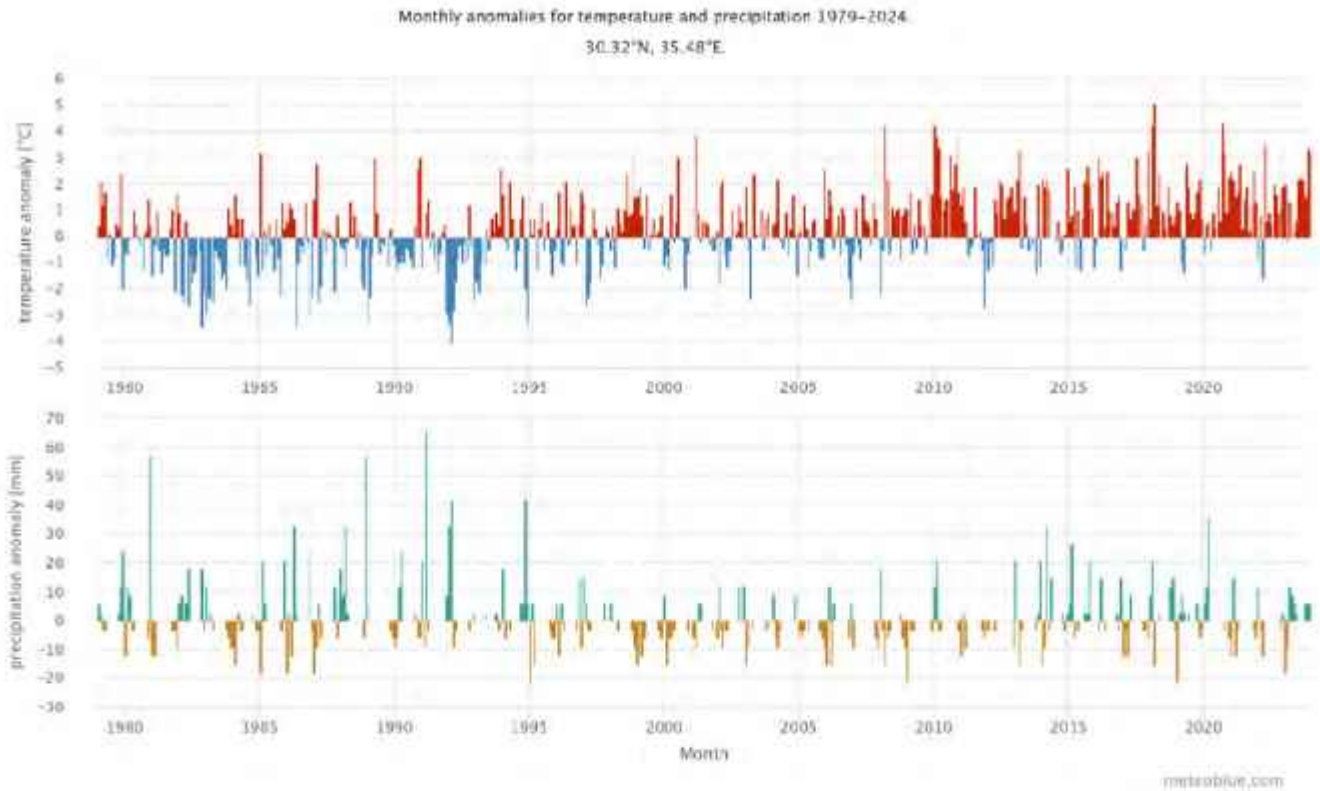 Monthly anomalies for temperature and precipitation 1979-2024
30.32°N, 35.48°E.
temperature anomaly [°C]
6
5
4
3
2
1
0
-1
-2
-3
-4
-5
1980 1985 1990 1995 2000 2005 2010 2015 2020
precipitation anomaly [mm]
70
60
50
40
30
20
10
0
-10
-20
-30
1980 1985 1990 1995 2000 2005 2010 2015 2020
Month
meteoblue.com